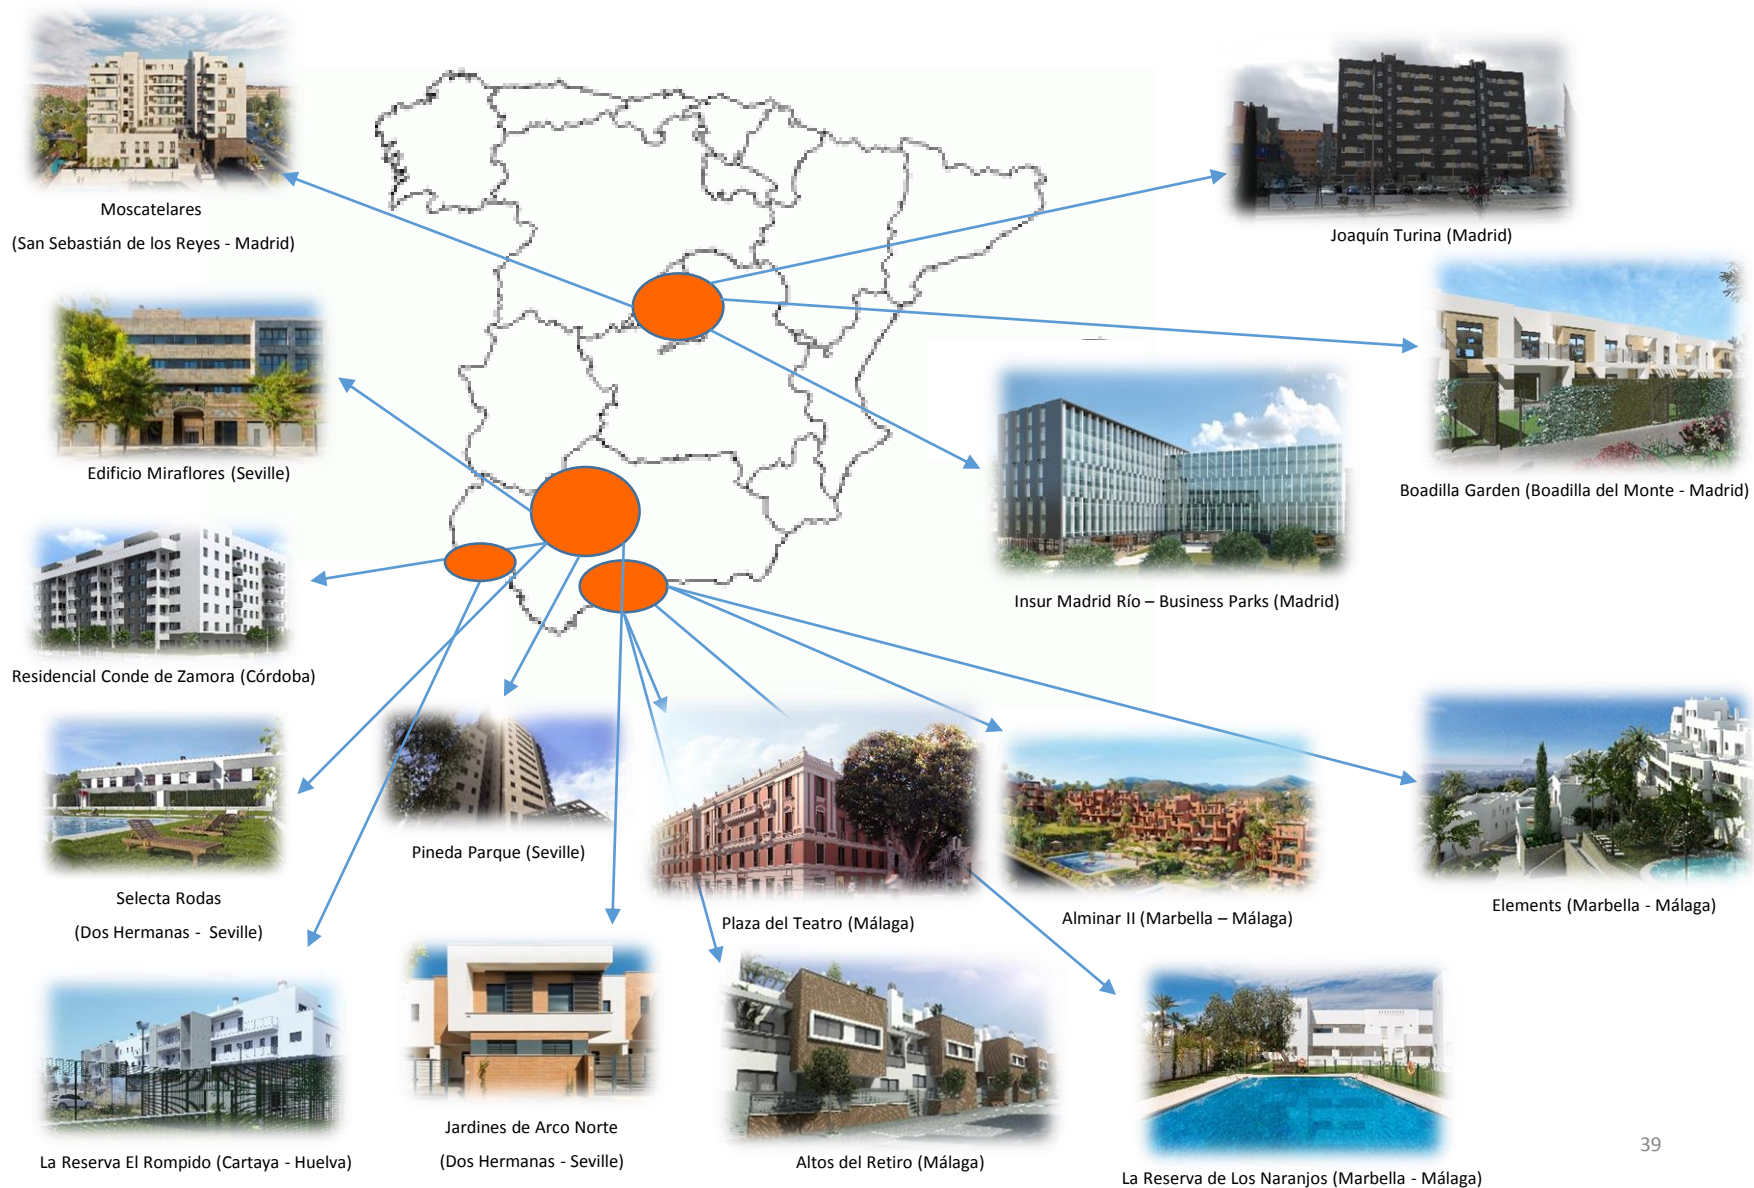 Moscatelares
(San Sebastián de los Reyes - Madrid)
Joaquín Turina (Madrid)
Edificio Miraflores (Seville)
Boadilla Garden (Boadilla del Monte - Madrid)
Insur Madrid Río – Business Parks (Madrid)
Residencial Conde de Zamora (Córdoba)
Selecta Rodas
(Dos Hermanas -  Seville)
Pineda Parque (Seville)
Plaza del Teatro (Málaga)
Alminar II (Marbella – Málaga)
Elements (Marbella - Málaga)
La Reserva El Rompido (Cartaya - Huelva)
Jardines de Arco Norte
(Dos Hermanas - Seville)
Altos del Retiro (Málaga)
La Reserva de Los Naranjos (Marbella - Málaga)
39